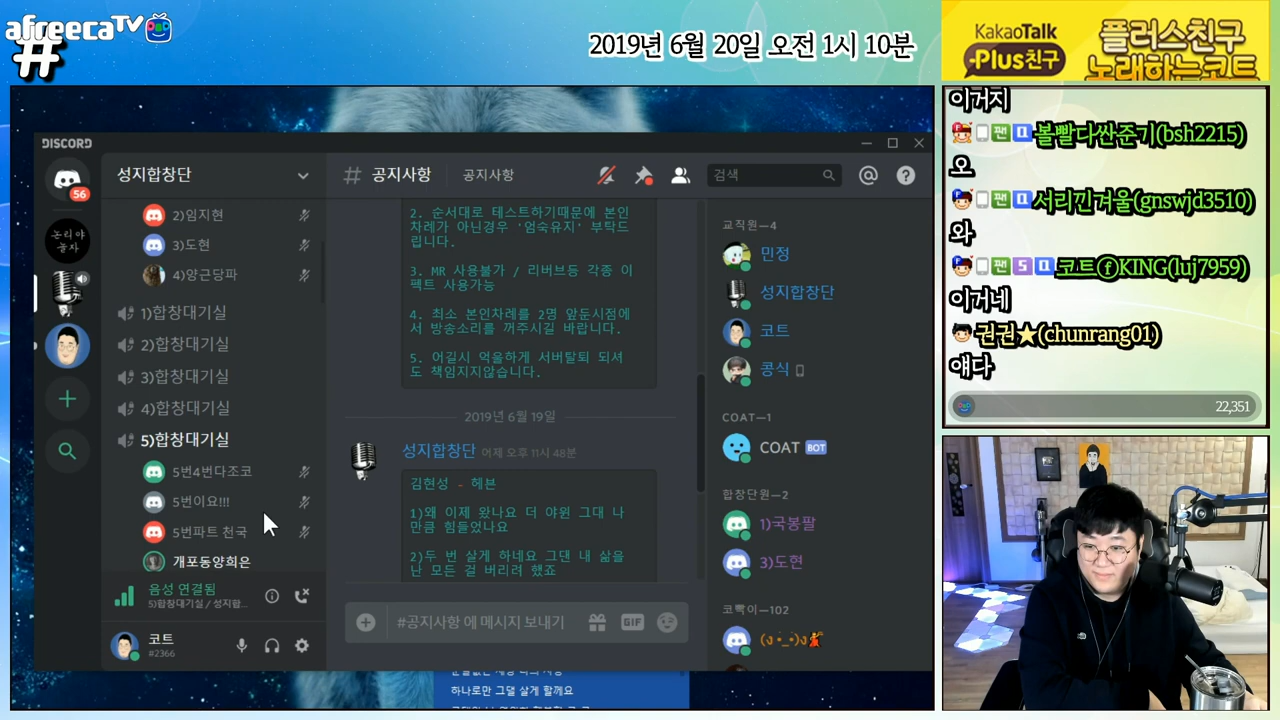 afreecaTV
#
2019년 6월 20일 오전 1시 10분
KakaoTalk
Plus친구
플러스친구
노래하는코트
DISCORD
56
논리야
놀자
성지합창단
2)임지현
3)도현
4)양근당파
1)합창대기실
2)합창대기실
3)합창대기실
4)합창대기실
5)합창대기실
5번4번다조코
5번이요!!!
5번파트 천국
개포동양희은
음성 연결됨
5)합창대기실 / 성지합...
코트
#2366
# 공지사항
공지사항
검색
2. 순서대로 테스트하기때문에 본인
차례가 아닌경우 '엄숙유지' 부탁드
립니다.
3. MR 사용불가 / 리버브등 각종 이
펙트 사용가능
4. 최소 본인차례를 2명 앞둔시점에
서 방송소리를 꺼주시길 바랍니다.
5. 어길시 억울하게 서버탈퇴 되셔
도 책임지지않습니다.
2019년 6월 19일
성지합창단 어제 오후 11시 48분
김현성 - 헤븐
1)왜 이제 왔나요 더 야윈 그대 나
만큼 힘들었나요
2)두 번 살게 하네요 그댄 내 삶을
난 모든 걸 버리려 했죠
#공지사항 에 메시지 보내기
GIF
교직원—4
민정
성지합창단
코트
콩식
COAT—1
COAT BOT
합창단원—2
1)국봉팔
3)도현
코빡이—102
하나로만 그댈 살게 할께요
이거지
팬 볼빨다싼준기(bsh2215)
오
팬 서리낀겨울(gnswjd3510)
와
팬 S 코트ⓕKING(luj7959)
이거네
권권★(chunrang01)
얘다
22,351